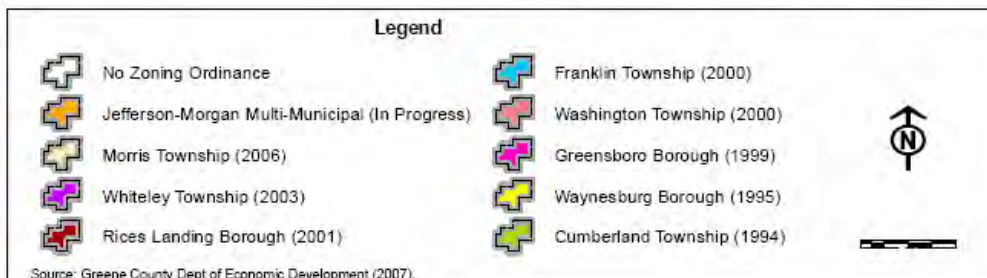 Legend
No Zoning Ordinance
Jefferson-Morgan Multi-Municipal (In Progress)
Morris Township (2006)
Whiteley Township (2003)
Rices Landing Borough (2001)
Franklin Township (2000)
Washington Township (2000)
Greensboro Borough (1999)
Waynesburg Borough (1995)
Cumberland Township (1994)
N
Source: Greene County Dept of Economic Development (2007).